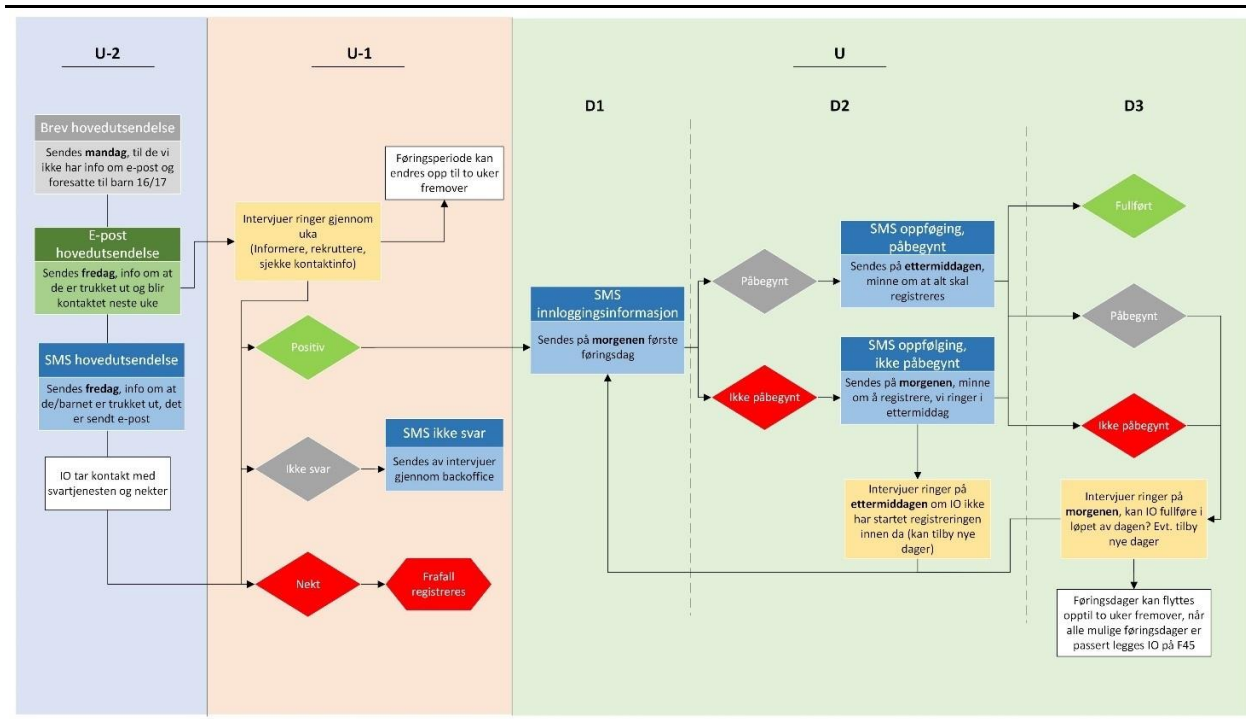 U-2
Brev hovedutsendelse
Sendes mandag, til de vi
ikke har info om e-post og
foresatte til barn 16/17
E-post
hovedutsendelse
Sendes fredag, info om at
de er trukket ut og blir
kontaktet neste uke
SMS hovedutsendelse
Sendes fredag, info om at
de/barnet er trukket ut, det
er sendt e-post
IO tar kontakt med
svartjenesten og nekter
U-1
Føringsperiode kan
endres opp til to uker
fremover
Intervjuer ringer gjennom
uka
(Informere, rekruttere,
sjekke kontaktinfo)
Positiv
Ikke svar
SMS ikke svar
Sendes av intervjuer
gjennom backoffice
Nekt
Frafall
registreres
U
D1
SMS
innloggingsinformasjon
Sendes på morgenen første
føringsdag
D2
Påbegynt
SMS oppføging,
påbegynt
Sendes på ettermiddagen,
minne om at alt skal
registreres
Ikke påbegynt
SMS oppfølging,
ikke påbegynt
Sendes på morgenen, minne
om å registrere, vi ringer i
ettermiddag
Intervjuer ringer på
ettermiddagen om IO ikke
har startet registreringen
innen da (kan tilby nye
dager)
D3
Fullført
Påbegynt
Ikke påbegynt
Intervjuer ringer på
morgenen, kan IO fullføre i
løpet av dagen? Evt. tilby
nye dager
Føringsdager kan flyttes
opptil to uker fremover, når
alle mulige føringsdager er
passert legges IO på F45